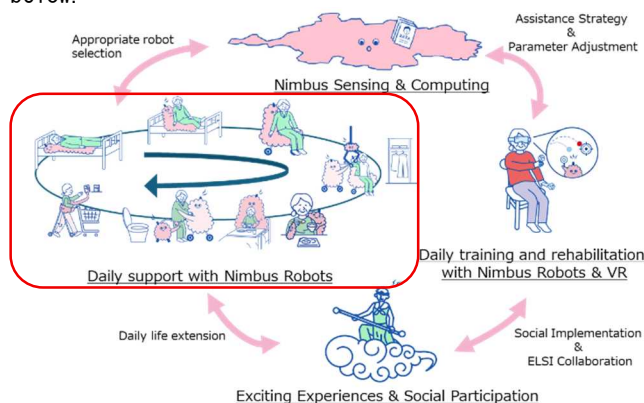 below.
Appropriate robot
selection
Assistance Strategy
&
Parameter Adjustment
Nimbus Sensing & Computing
Daily support with Nimbus Robots
Daily training and rehabilitation
with Nimbus Robots & VR
Daily life extension
Social Implementation
&
ELSI Collaboration
Exciting Experiences & Social Participation